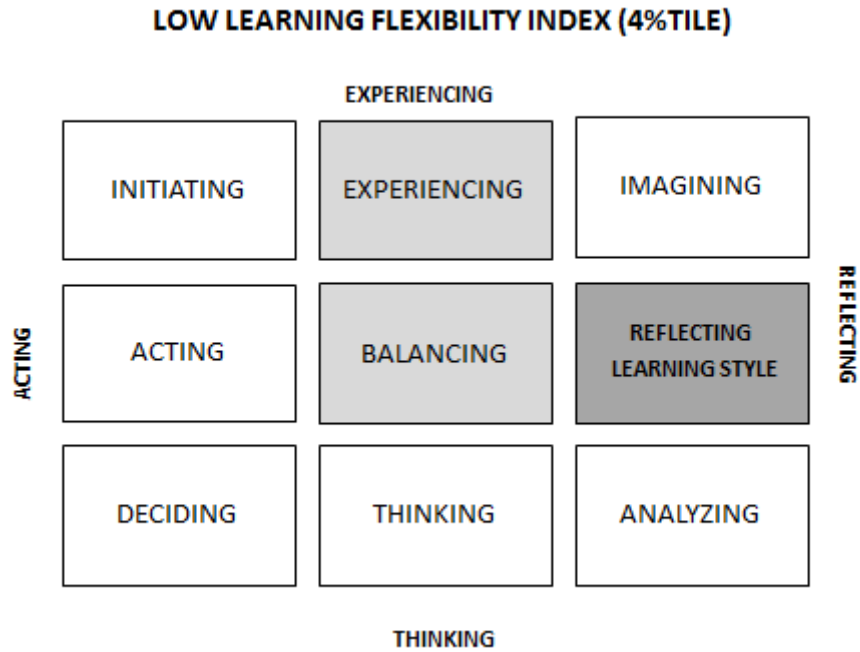 LOW LEARNING FLEXIBILITY INDEX (4%TILE)
EXPERIENCING
INITIATING
EXPERIENCING
IMAGINING
ACTING
ACTING
BALANCING
REFLECTING
LEARNING STYLE
REFLECTING
DECIDING
THINKING
ANALYZING
THINKING